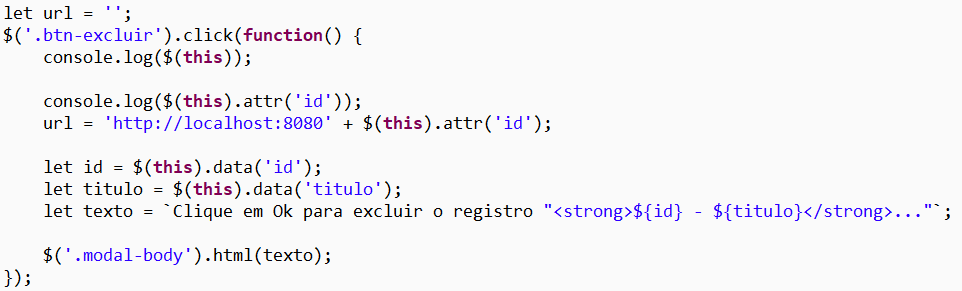 let url = '';
$('.btn-excluir').click(function() {
    console.log($(this));

    console.log($(this).attr('id'));
    url = 'http://localhost:8080' + $(this).attr('id');

    let id = $(this).data('id');
    let titulo = $(this).data('titulo');
    let texto = `Clique em Ok para excluir o registro "<strong>${id} - ${titulo}</strong>..."`;

    $('.modal-body').html(texto);
});